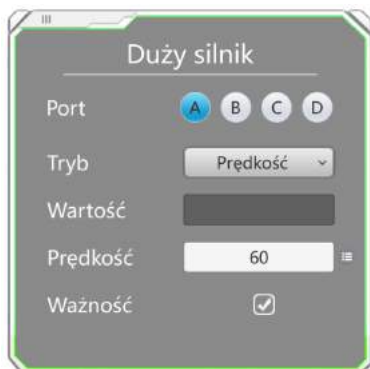 Duży silnik
Port A B C D
Tryb Prędkość
Wartość
Prędkość 60
Ważność